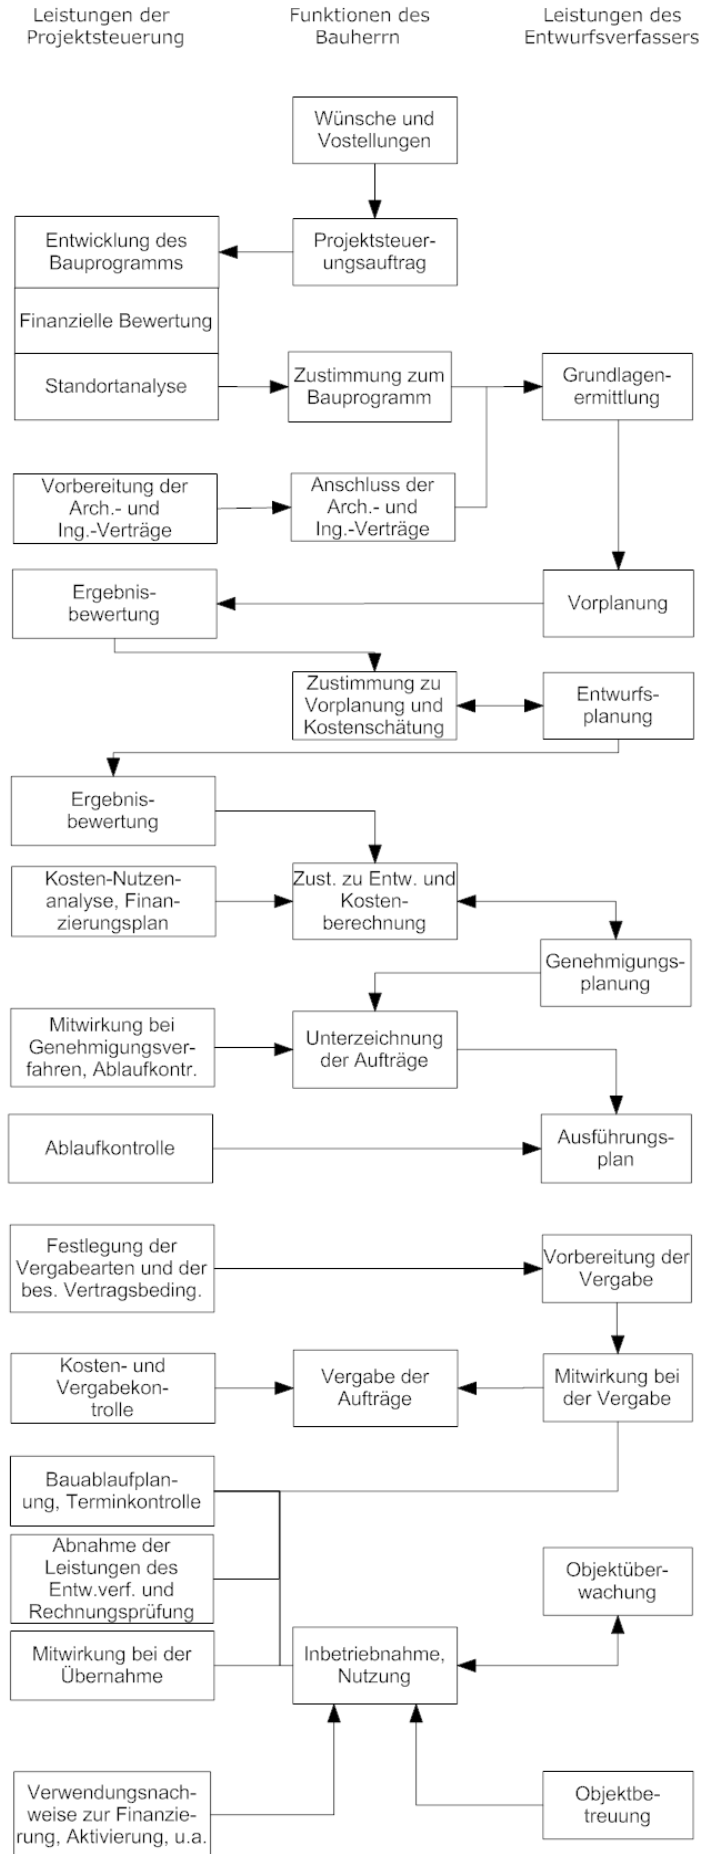 Leistungen der
Projektsteuerung
Funktionen des
Bauherrn
Leistungen des
Entwurfsverfassers
Wünsche und
Vostellungen
Entwicklung des
Bauprogramms
Projektsteuer-
ungsauftrag
Finanzielle Bewertung
Standortanalyse
Zustimmung zum
Bauprogramm
Grundlagen-
ermittlung
Vorbereitung der
Arch.- und
Ing.-Verträge
Anschluss der
Arch.- und
Ing.-Verträge
Ergebnis-
bewertung
Vorplanung
Zustimmung zu
Vorplanung und
Kostenschätung
Entwurfs-
planung
Ergebnis-
bewertung
Kosten-Nutzen-
analyse, Finan-
zierungsplan
Zust. zu Entw. und
Kosten-
berechnung
Genehmigungs-
planung
Mitwirkung bei
Genehmigungsver-
fahren, Ablaufkontr.
Unterzeichnung
der Aufträge
Ablaufkontrolle
Ausführungs-
plan
Festlegung der
Vergabearten und der
bes. Vertragsbeding.
Vorbereitung der
Vergabe
Kosten- und
Vergabekon-
trolle
Vergabe der
Aufträge
Mitwirkung bei
der Vergabe
Bauablaufplan-
ung, Terminkontrolle
Abnahme der
Leistungen des
Entw.verf. und
Rechnungsprüfung
Objektüber-
wachung
Mitwirkung bei der
Übernahme
Inbetriebnahme,
Nutzung
Verwendungsnach-
weise zur Finanzie-
rung, Aktivierung, u.a.
Objektbe-
treuung